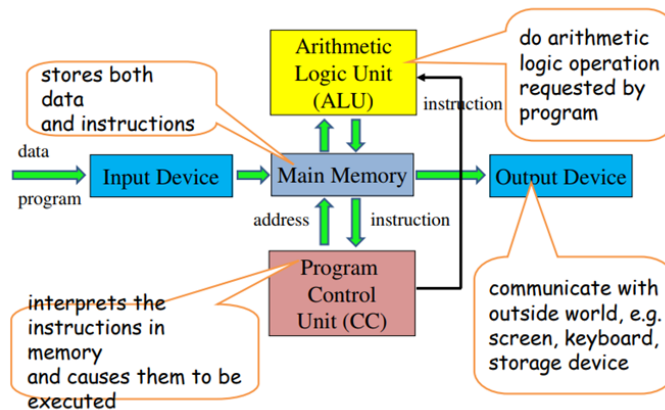 Arithmetic
Logic Unit
(ALU)
do arithmetic
logic operation
requested by
program
stores both
data
and instructions
instruction
data
program
Input Device
Main Memory
Output Device
address
instruction
Program
Control
Unit (CC)
interprets the
instructions in
memory
and causes them to be
executed
communicate with
outside world, e.g.
screen, keyboard,
storage device